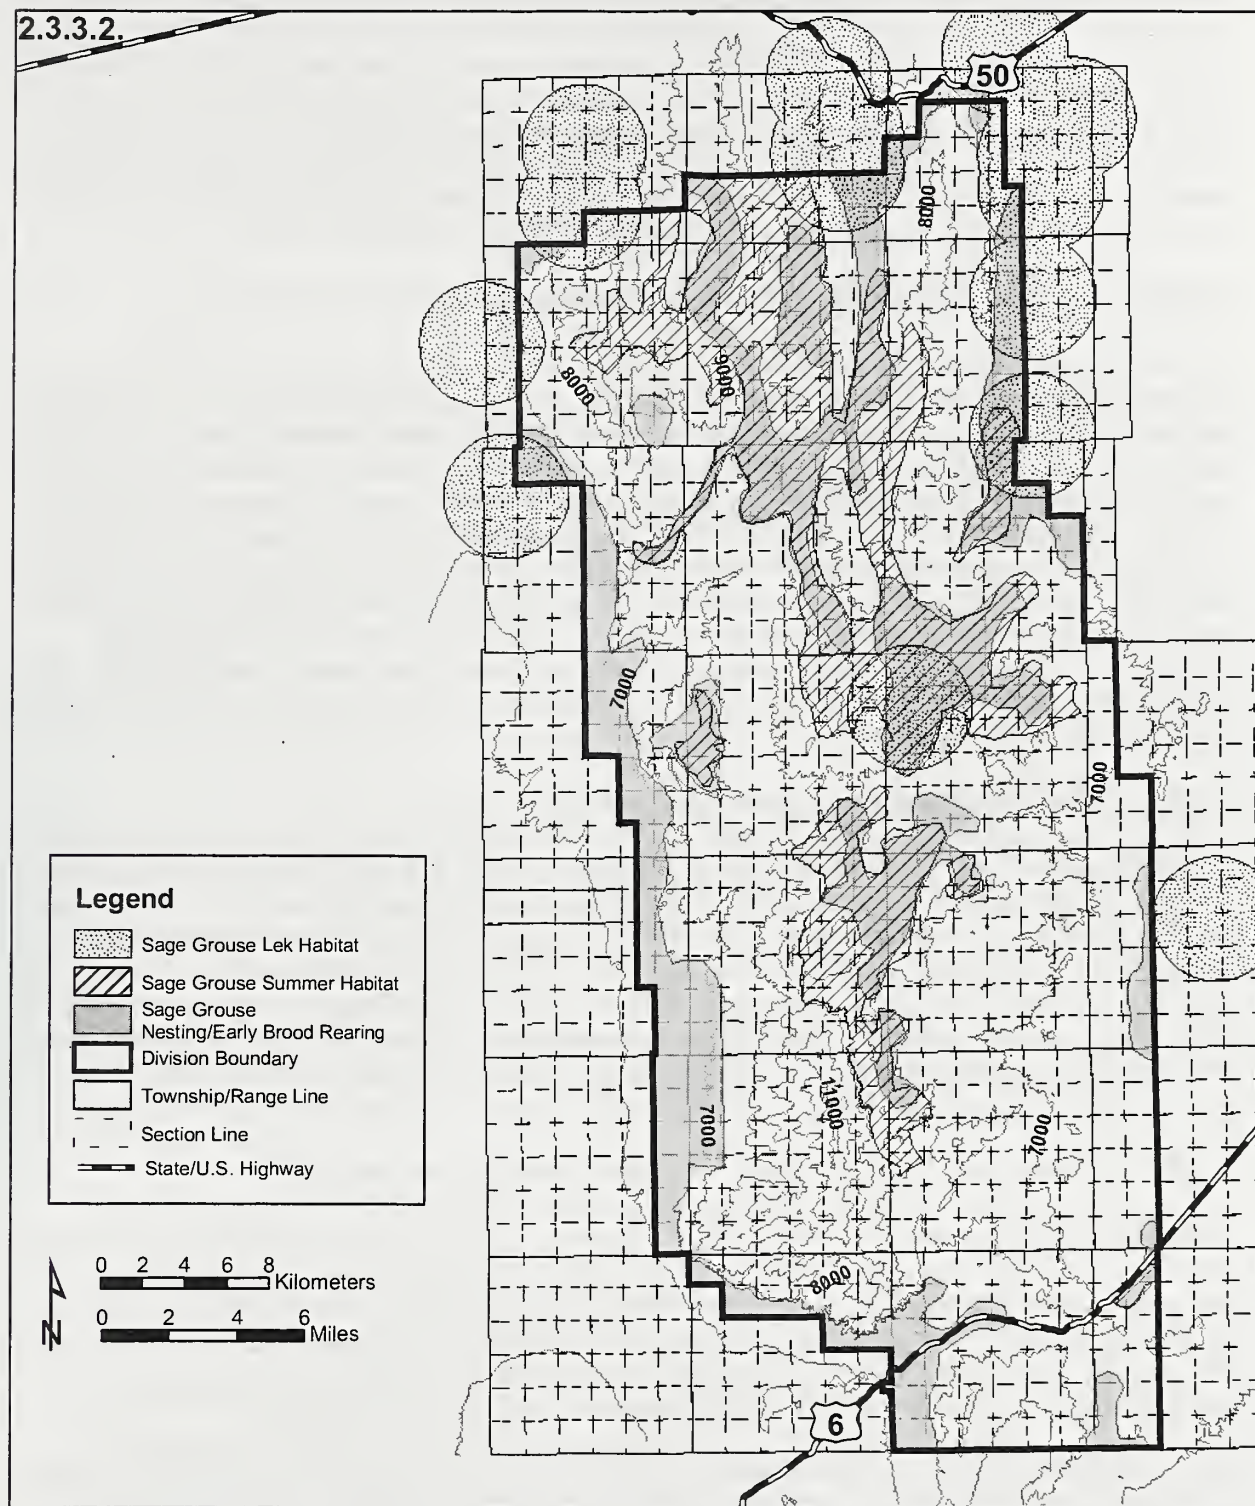 2.3.3.2.
50
8000
8000
9000
7000
7000
Legend
Sage Grouse Lek Habitat
Sage Grouse Summer Habitat
Sage Grouse
Nesting/Early Brood Rearing
Division Boundary
Township/Range Line
Section Line
State/U.S. Highway
7000
11000
7000
8000
0 2 4 6 8
Kilometers
0 2 4 6
Miles
N
6